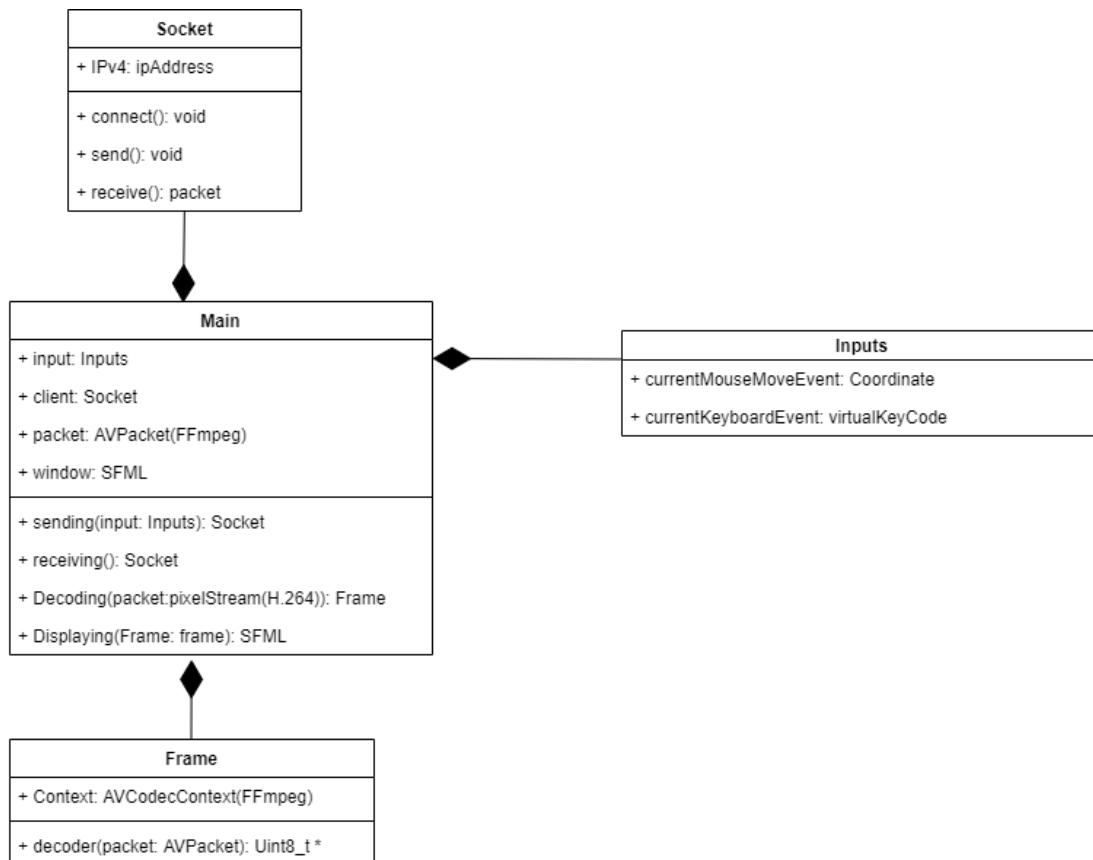 Socket
+ IPv4: ipAddress
+ connect(): void
+ send(): void
+ receive(): packet
Main
+ input: Inputs
+ client: Socket
+ packet: AVPacket(FFmpeg)
+ window: SFML
+ sending(input: Inputs): Socket
+ receiving(): Socket
+ Decoding(packet:pixelStream(H.264)): Frame
+ Displaying(Frame: frame): SFML
Inputs
+ currentMouseMoveEvent: Coordinate
+ currentKeyboardEvent: virtualKeyCode
Frame
+ Context: AVCodecContext(FFmpeg)
+ decoder(packet: AVPacket): Uint8_t *